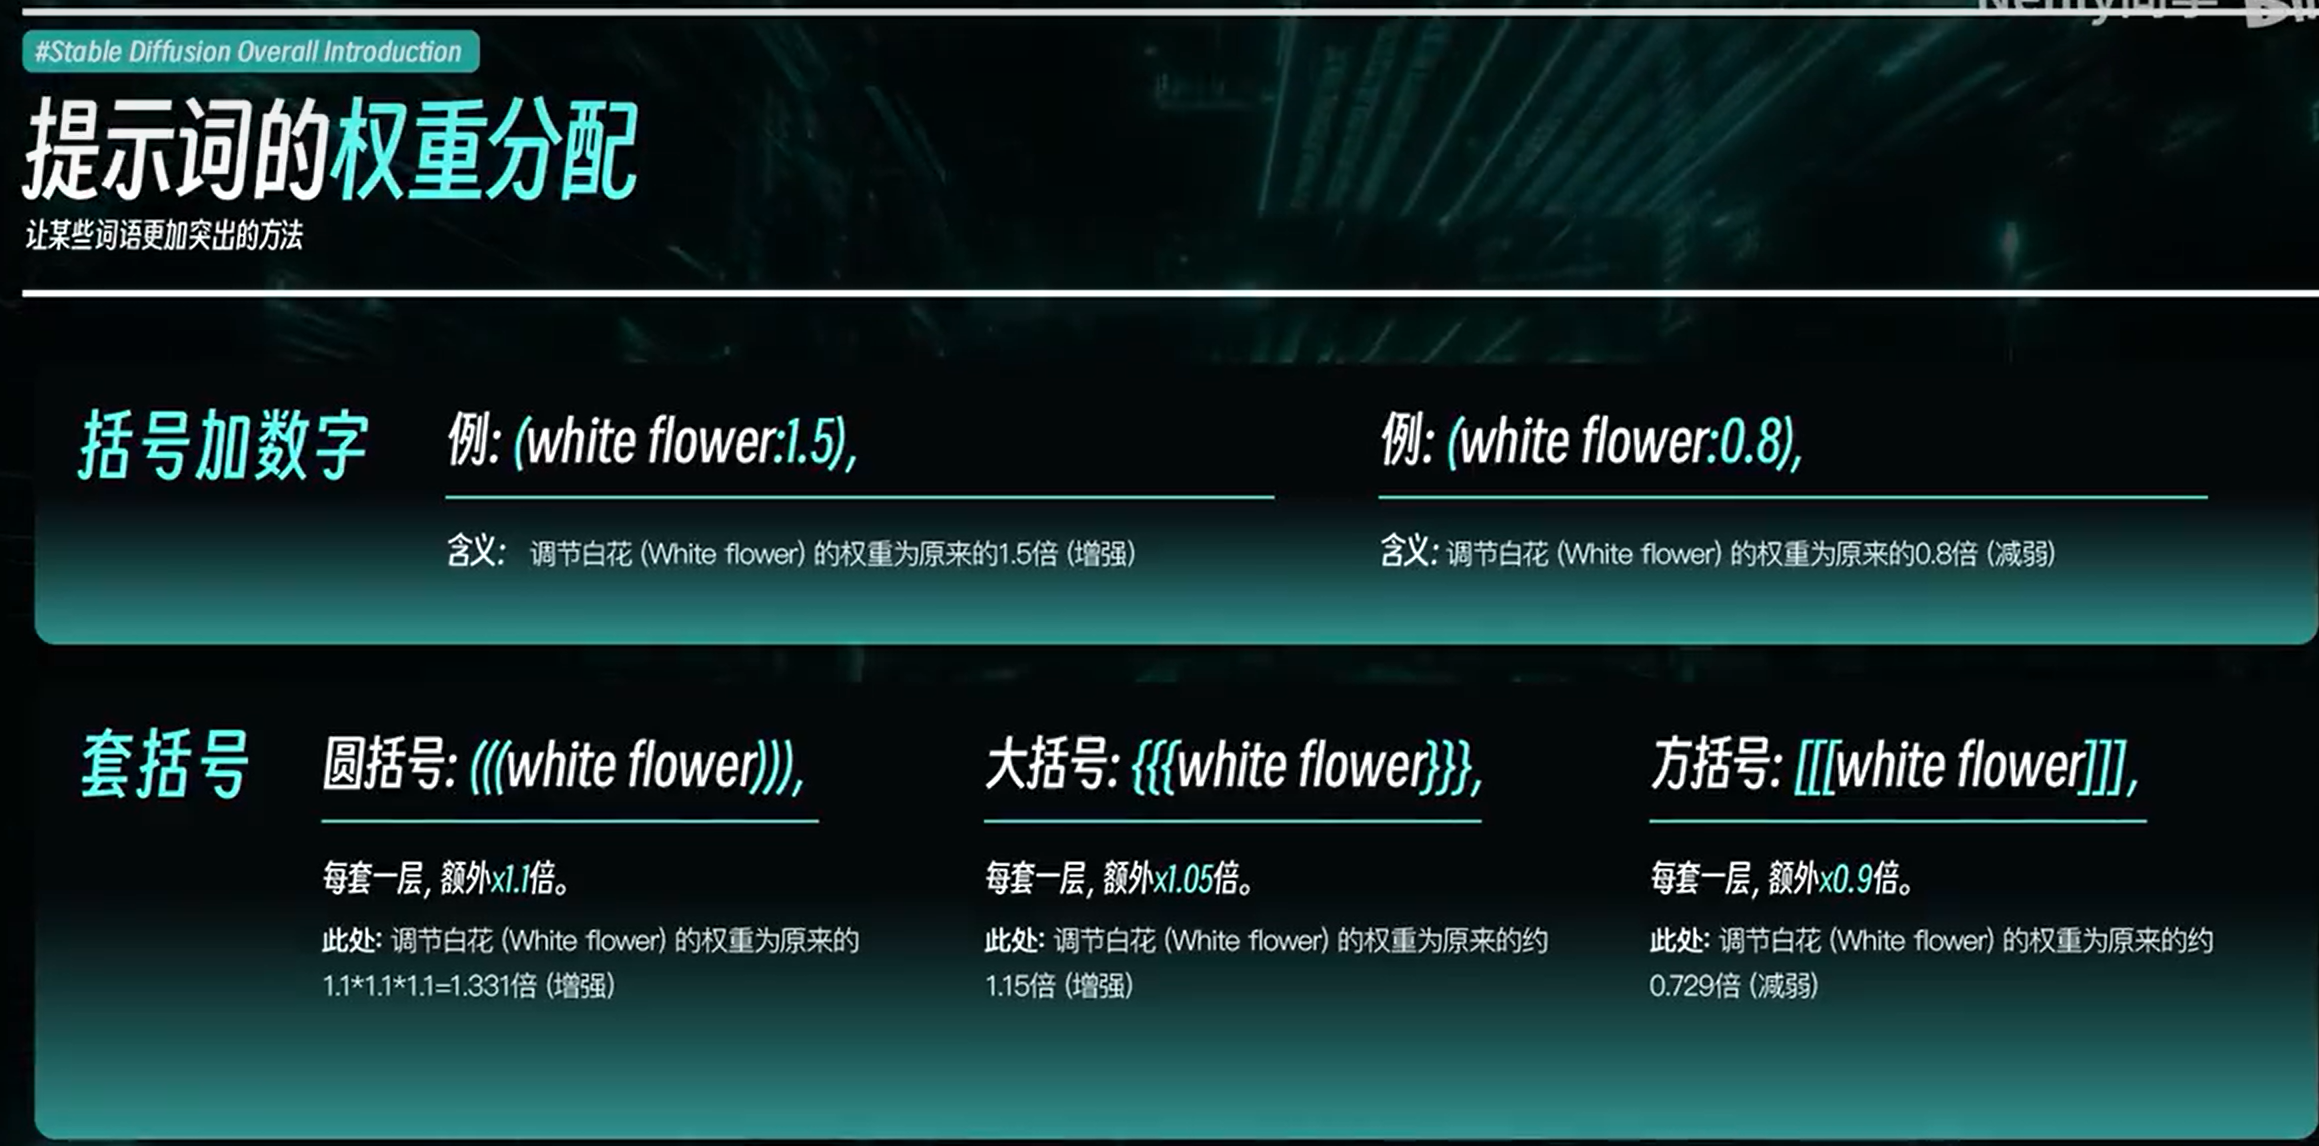 #Stable Diffusion Overall Introduction
提示词的权重分配
让某些词语更加突出的方法
括号加数字
例: (white flower:1.5),
含义: 调节白花 (White flower) 的权重为原来的1.5倍 (增强)
例: (white flower:0.8),
含义: 调节白花 (White flower) 的权重为原来的0.8倍 (减弱)
套括号
圆括号: (((white flower))),
每套一层, 额外x1.1倍。
此处: 调节白花 (White flower) 的权重为原来的
1.1*1.1*1.1=1.331倍 (增强)
大括号: {{{white flower}}},
每套一层, 额外x1.05倍。
此处: 调节白花 (White flower) 的权重为原来的约
1.15倍 (增强)
方括号: [[[white flower]]],
每套一层, 额外x0.9倍。
此处: 调节白花 (White flower) 的权重为原来的约
0.729倍 (减弱)